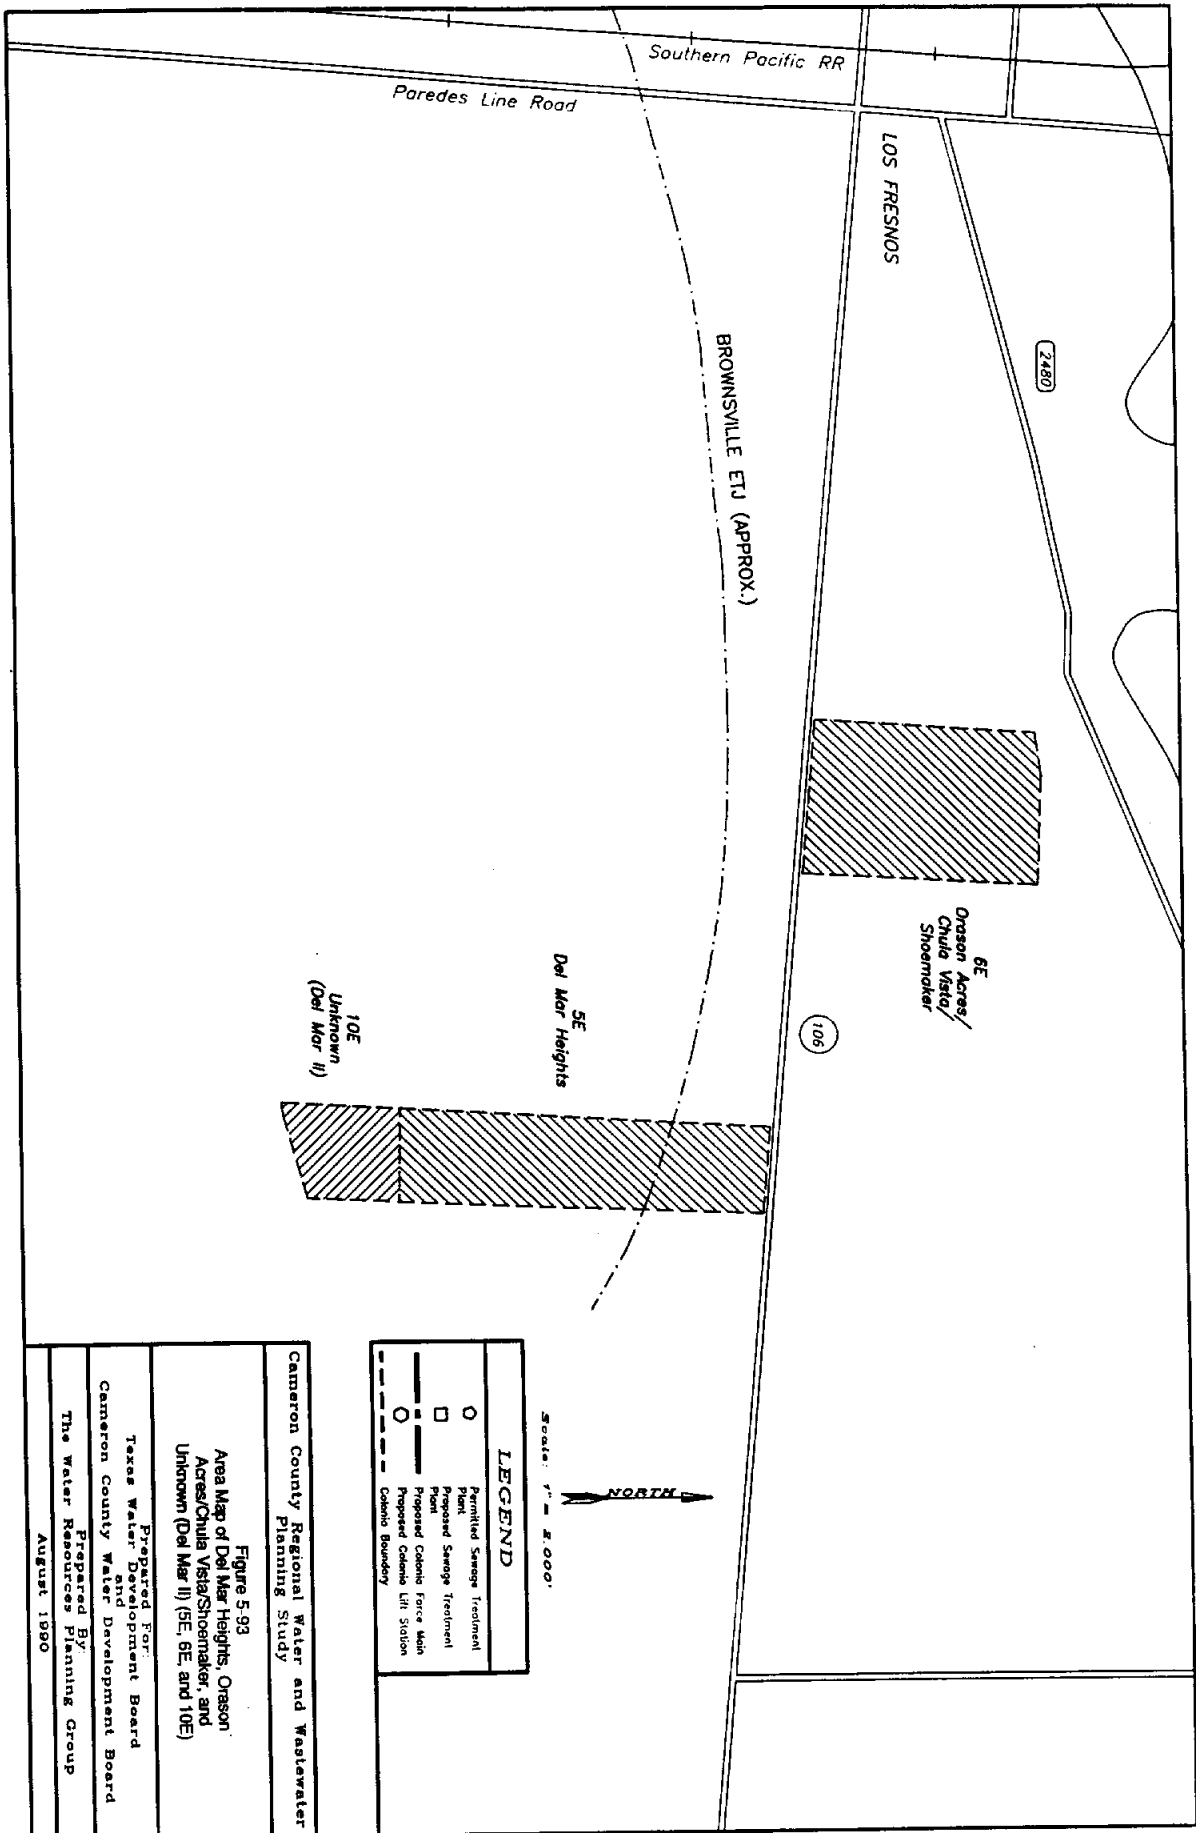 Southern Pacific RR
Paredes Line Road
LOS FRESNOS
2480
BROWNSVILLE ETJ (APPROX.)
6E
Orason Acres/
Chula Vista/
Shoemaker
106
5E
Del Mar Heights
10E
Unknown
(Del Mar II)
Scale: 1" = 2,000'
NORTH
LEGEND
Permitted Sewage Treatment
Plant
Proposed Sewage Treatment
Plant
Proposed Colonia Force Main
Proposed Colonia Lift Station
Colonia Boundary
Cameron County Regional Water and Wastewater
Planning Study
Figure 5-93
Area Map of Del Mar Heights, Orason
Acres/Chula Vista/Shoemaker, and
Unknown (Del Mar II) (5E, 6E, and 10E)
Prepared For:
Texas Water Development Board
and
Cameron County Water Development Board
Prepared By:
The Water Resources Planning Group
August 1990